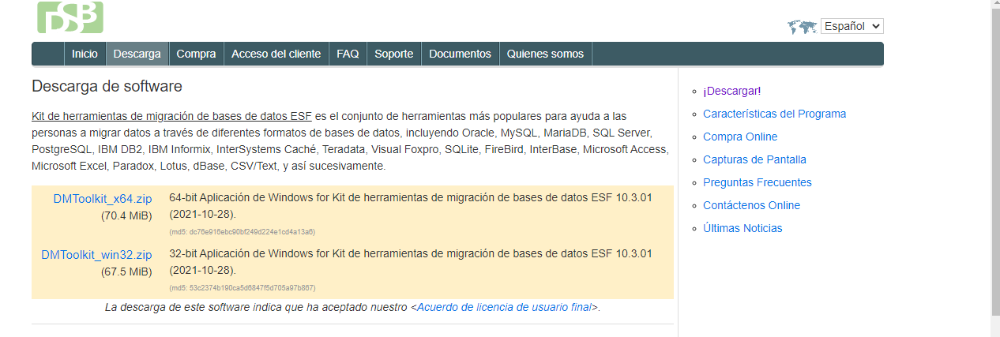 DSB
Español
Inicio Descarga Compra Acceso del cliente FAQ Soporte Documentos Quienes somos
Descarga de software
Kit de herramientas de migración de bases de datos ESF es el conjunto de herramientas más populares para ayuda a las
personas a migrar datos a través de diferentes formatos de bases de datos, incluyendo Oracle, MySQL, MariaDB, SQL Server,
PostgreSQL, IBM DB2, IBM Informix, InterSystems Caché, Teradata, Visual Foxpro, SQLite, FireBird, InterBase, Microsoft Access,
Microsoft Excel, Paradox, Lotus, dBase, CSV/Text, y así sucesivamente.
DMToolkit_x64.zip 64-bit Aplicación de Windows for Kit de herramientas de migración de bases de datos ESF 10.3.01
(70.4 MiB) (2021-10-28).
(md5: dc76e916ebc90bf249d224e1cd4a13a6)
DMToolkit_win32.zip 32-bit Aplicación de Windows for Kit de herramientas de migración de bases de datos ESF 10.3.01
(67.5 MiB) (2021-10-28).
(md5: 53c2374b190ca5d6847f5d705a97b867)
La descarga de este software indica que ha aceptado nuestro <Acuerdo de licencia de usuario final>.
¡Descargar!
Características del Programa
Compra Online
Capturas de Pantalla
Preguntas Frecuentes
Contáctenos Online
Últimas Noticias